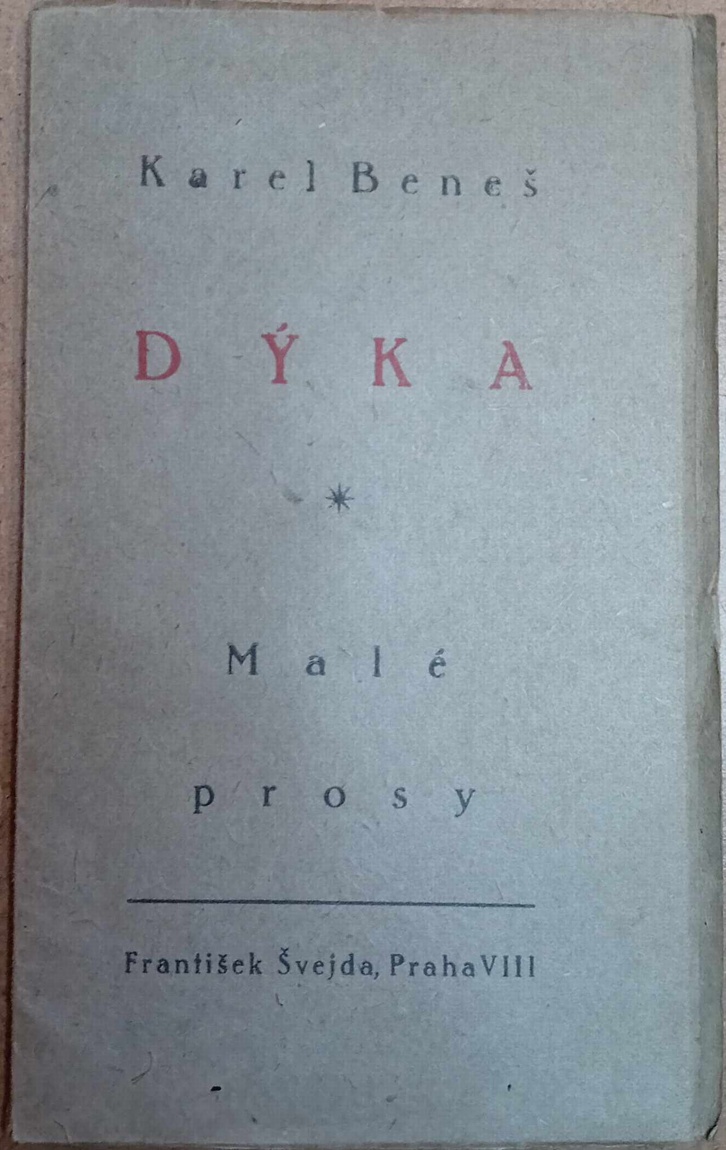 Karel Beneš
DÝKA
Malé
prosy
František Švejda, Praha VIII